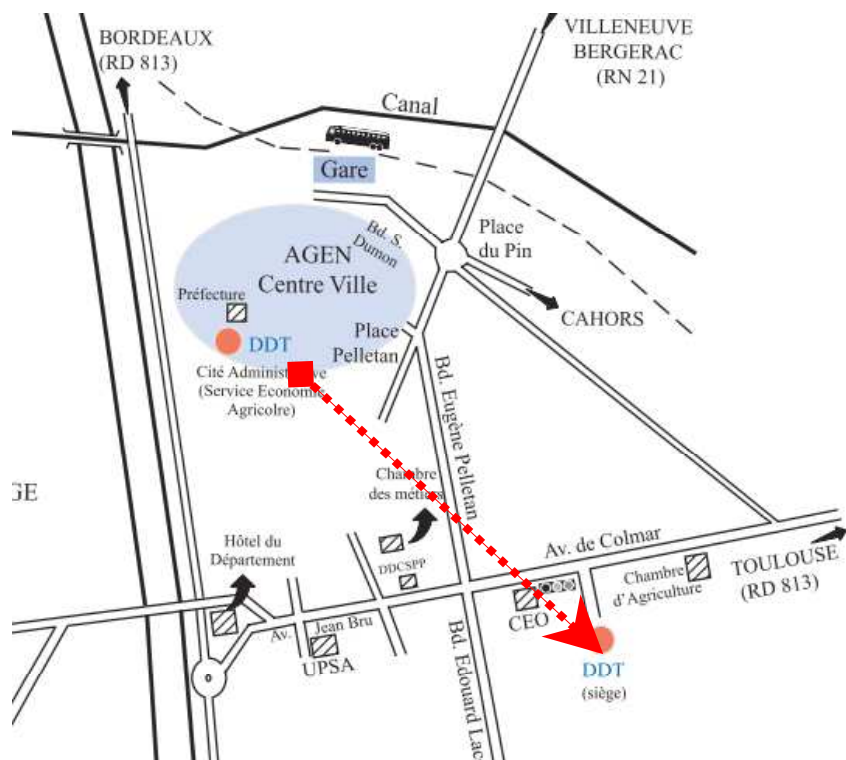 BORDEAUX
(RD 813)
VILLENEUVE
BERGERAC
(RN 21)
Canal
Gare
Bd. S.
Dumon
Place
du Pin
AGEN
Centre Ville
Préfecture
CAHORS
DDT
Place
Pelletan
Cité
(Service Economie
Agricolre)
Bd. Eugène Pelletan
Chambre
des métiers
GE
Hôtel du
Département
DDCSPP
Av. de Colmar
TOULOUSE
(RD 813)
Chambre
d'Agriculture
CEO
Av. Jean Bru
UPSA
Bd. Edouard Lac
DDT
(siège)